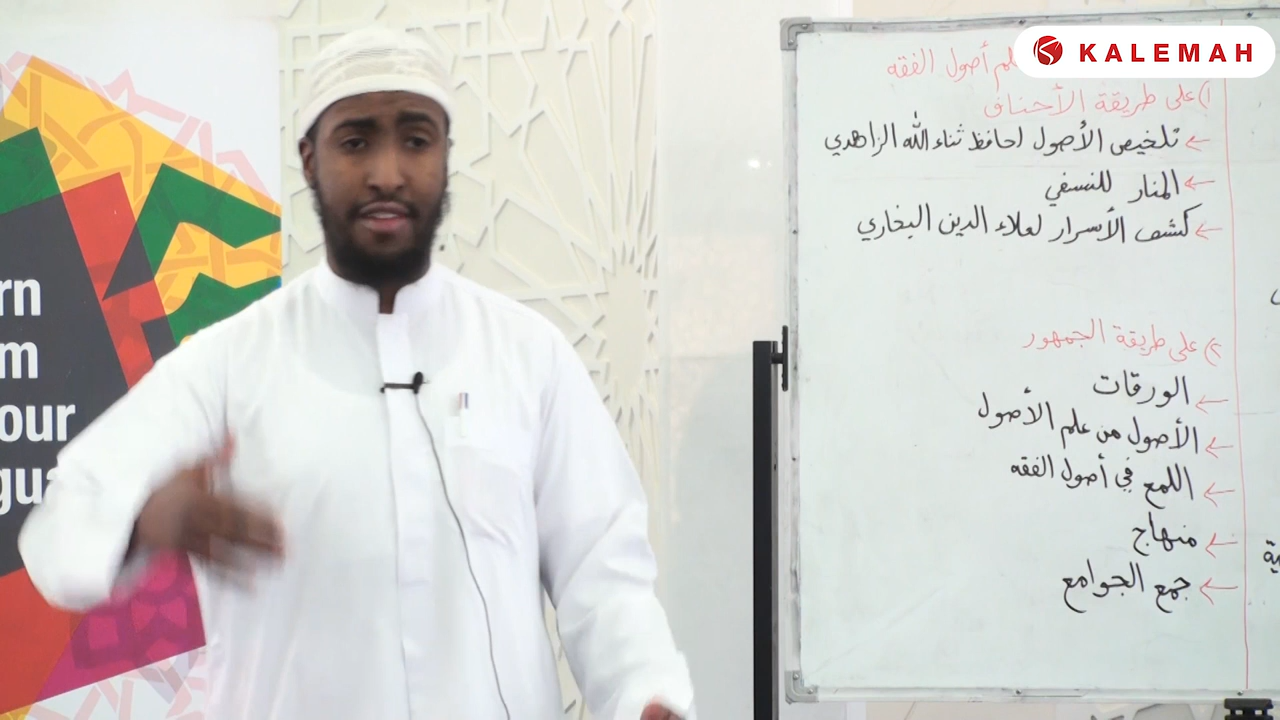 KALEMAH
علم أصول الفقه
١) على طريقة الأحناف
← تلخيص الأصول لحافظ ثناء الله الزاهدي
← المنار للنسفي
← كشف الأسرار لعلاء الدين البخاري
٢) على طريقة الجمهور
← الورقات
← الأصول من علم الأصول
← اللمع في أصول الفقه
← منهاج
← جمع الجوامع
rn
m
our
gua